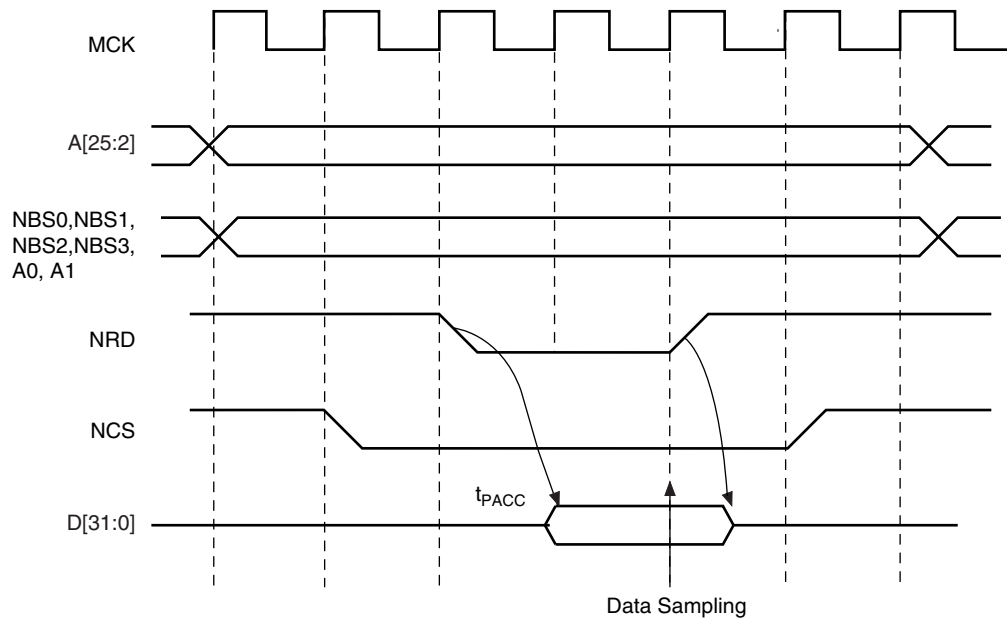 MCK
A[25:2]
NBS0,NBS1,
NBS2,NBS3,
A0, A1
NRD
NCS
tPACC
D[31:0]
Data Sampling